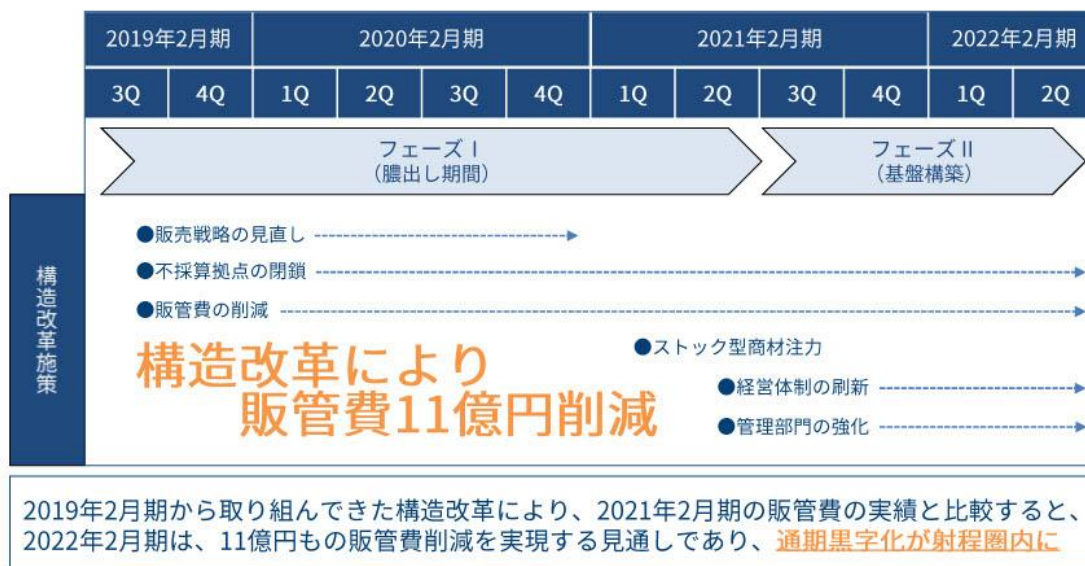 2019年2月期 2020年2月期 2021年2月期 2022年2月期
3Q 4Q 1Q 2Q 3Q 4Q 1Q 2Q 3Q 4Q 1Q 2Q
フェーズⅠ
(膿出し期間)
フェーズⅡ
(基盤構築)
構造改革施策
●販売戦略の見直し
●不採算拠点の閉鎖
●販管費の削減
●ストック型商材注力
●経営体制の刷新
●管理部門の強化
構造改革により
販管費11億円削減
2019年2月期から取り組んできた構造改革により、2021年2月期の販管費の実績と比較すると、
2022年2月期は、11億円もの販管費削減を実現する見通しであり、通期黒字化が射程圏内に